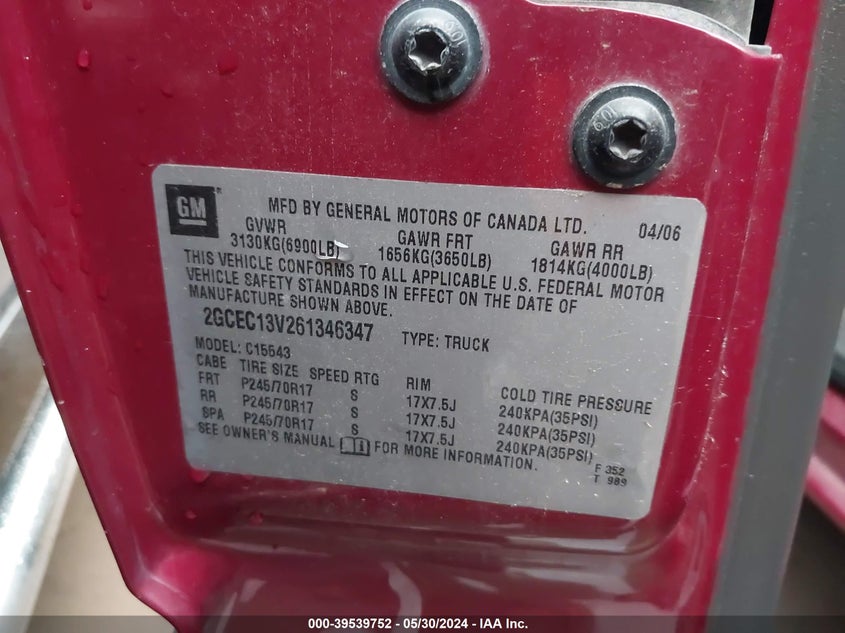 10.9
10.9
GM
MFD BY GENERAL MOTORS OF CANADA LTD. 04/06
GVWR GAWR FRT GAWR RR
3130KG(6900LB) 1656KG(3650LB) 1814KG(4000LB)
THIS VEHICLE CONFORMS TO ALL APPLICABLE U.S. FEDERAL MOTOR
VEHICLE SAFETY STANDARDS IN EFFECT ON THE DATE OF
MANUFACTURE SHOWN ABOVE.
2GCEC13V261346347 TYPE: TRUCK
MODEL: C15543
CABE TIRE SIZE SPEED RTG RIM COLD TIRE PRESSURE
FRT P245/70R17 S 17X7.5J 240KPA(35PSI)
RR P245/70R17 S 17X7.5J 240KPA(35PSI)
SPA P245/70R17 S 17X7.5J 240KPA(35PSI)
SEE OWNER'S MANUAL FOR MORE INFORMATION.
F 352
T 989
000-39539752 - 05/30/2024 - IAA Inc.